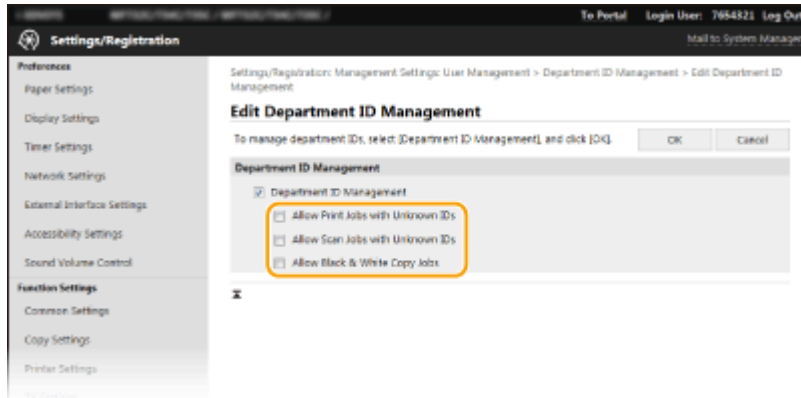 To Portal Login User: 7654321 Log Out
Settings/Registration
Mail to System Manager
Preferences
Paper Settings
Display Settings
Timer Settings
Network Settings
External Interface Settings
Accessibility Settings
Sound Volume Control
Function Settings
Common Settings
Copy Settings
Printer Settings
Settings/Registration: Management Settings: User Management > Department ID Management > Edit Department ID
Management
Edit Department ID Management
To manage department IDs, select [Department ID Management], and click [OK].
OK Cancel
Department ID Management
Department ID Management
Allow Print Jobs with Unknown IDs
Allow Scan Jobs with Unknown IDs
Allow Black & White Copy Jobs